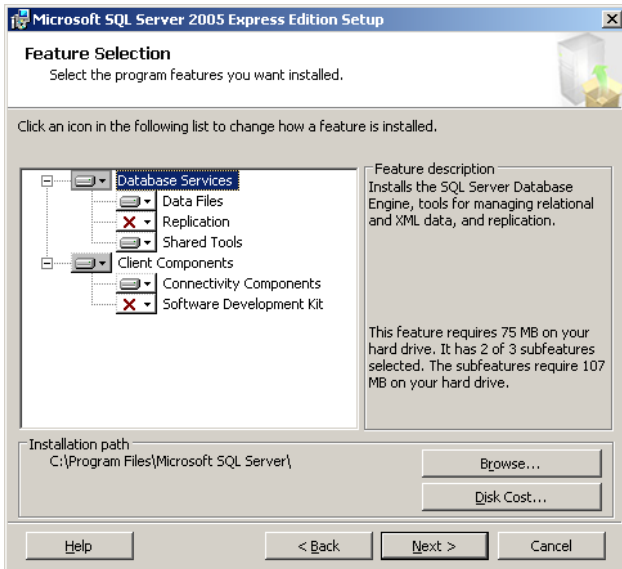 Microsoft SQL Server 2005 Express Edition Setup
Feature Selection
Select the program features you want installed.
Click an icon in the following list to change how a feature is installed.
Database Services
Data Files
Replication
Shared Tools
Client Components
Connectivity Components
Software Development Kit
Feature description
Installs the SQL Server Database
Engine, tools for managing relational
and XML data, and replication.
This feature requires 75 MB on your
hard drive. It has 2 of 3 subfeatures
selected. The subfeatures require 107
MB on your hard drive.
Installation path
C:\Program Files\Microsoft SQL Server\
Browse...
Disk Cost...
Help
< Back
Next >
Cancel